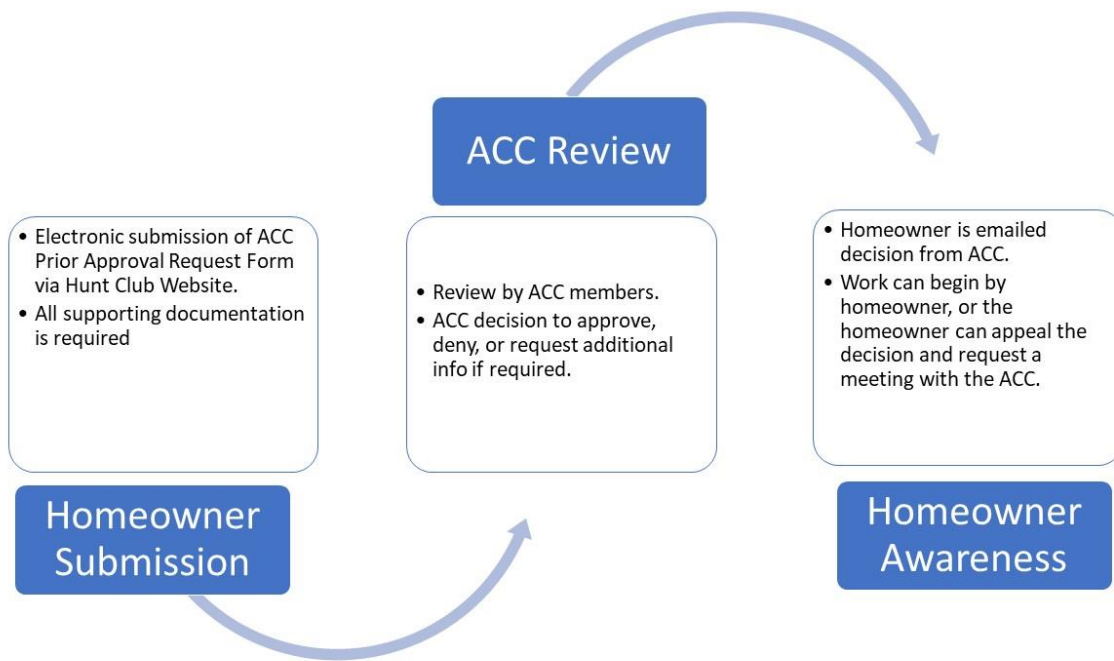 Homeowner
Submission
• Electronic submission of ACC
Prior Approval Request Form
via Hunt Club Website.
• All supporting documentation
is required
ACC Review
• Review by ACC members.
• ACC decision to approve,
deny, or request additional
info if required.
Homeowner
Awareness
• Homeowner is emailed
decision from ACC.
• Work can begin by
homeowner, or the
homeowner can appeal the
decision and request a
meeting with the ACC.